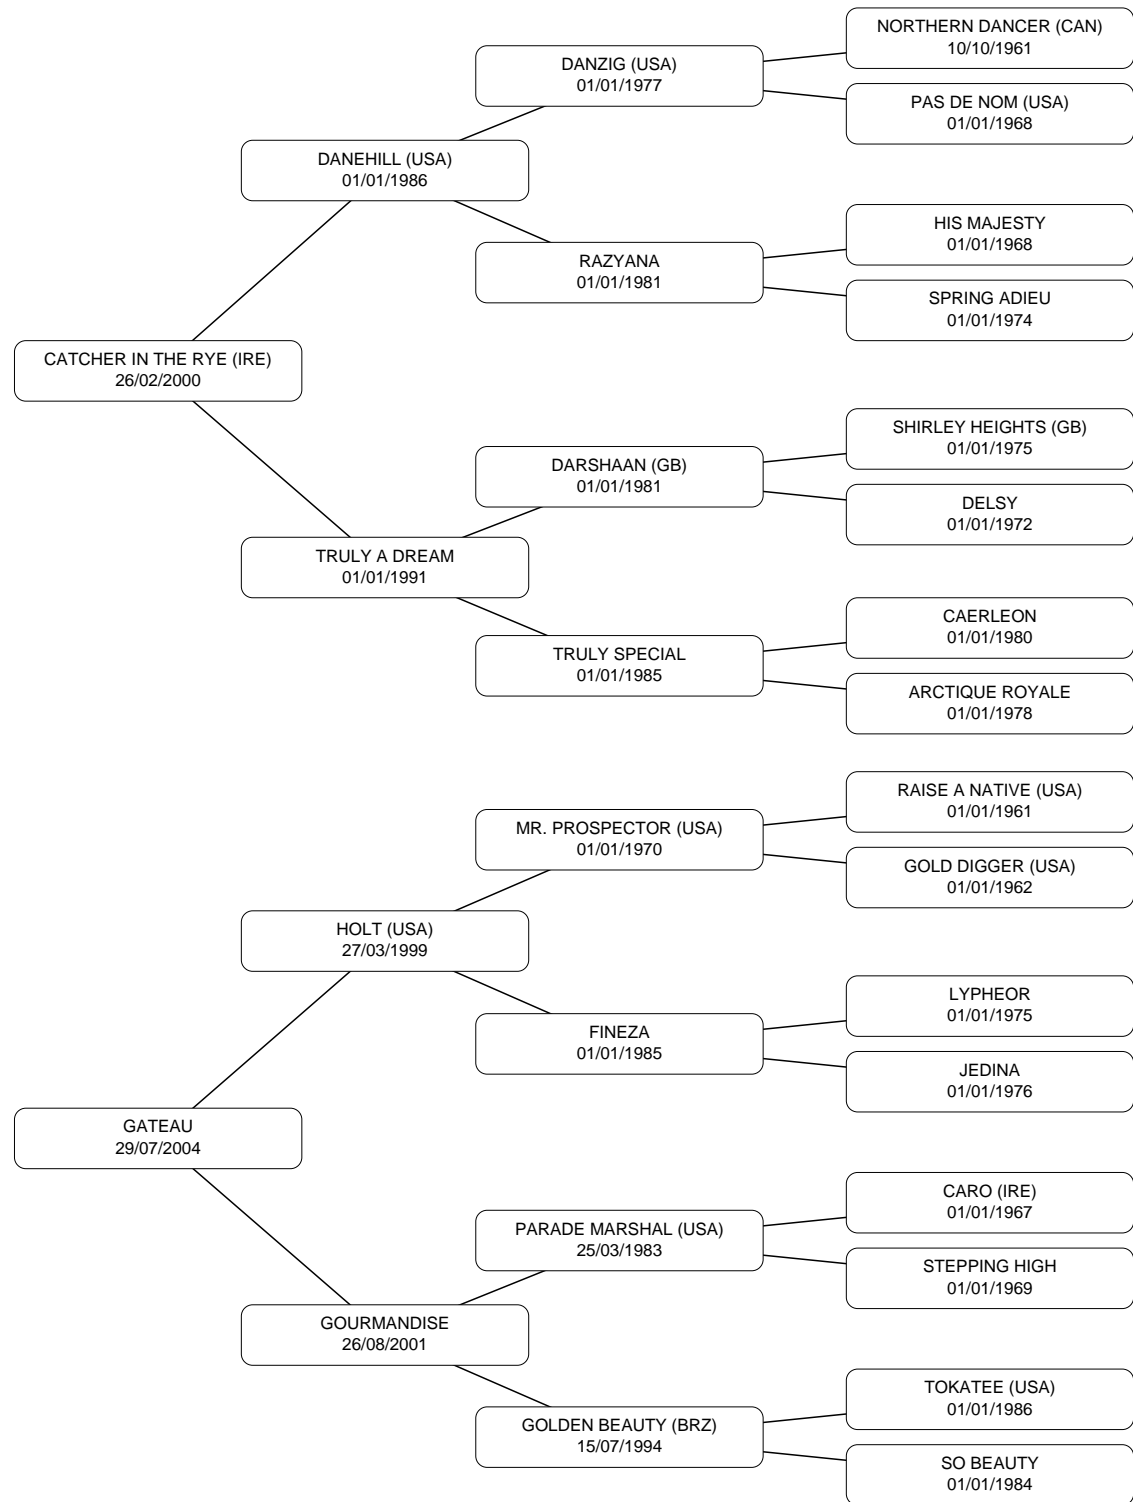 NORTHERN DANCER (CAN)
10/10/1961
DANZIG (USA)
01/01/1977
PAS DE NOM (USA)
01/01/1968
DANEHILL (USA)
01/01/1986
HIS MAJESTY
01/01/1968
RAZYANA
01/01/1981
SPRING ADIEU
01/01/1974
CATCHER IN THE RYE (IRE)
26/02/2000
SHIRLEY HEIGHTS (GB)
01/01/1975
DARSHAAN (GB)
01/01/1981
DELSY
01/01/1972
TRULY A DREAM
01/01/1991
CAERLEON
01/01/1980
TRULY SPECIAL
01/01/1985
ARCTIQUE ROYALE
01/01/1978
RAISE A NATIVE (USA)
01/01/1961
MR. PROSPECTOR (USA)
01/01/1970
GOLD DIGGER (USA)
01/01/1962
HOLT (USA)
27/03/1999
LYPHEOR
01/01/1975
FINEZA
01/01/1985
JEDINA
01/01/1976
GATEAU
29/07/2004
CARO (IRE)
01/01/1967
PARADE MARSHAL (USA)
25/03/1983
STEPPING HIGH
01/01/1969
GOURMANDISE
26/08/2001
TOKATEE (USA)
01/01/1986
GOLDEN BEAUTY (BRZ)
15/07/1994
SO BEAUTY
01/01/1984